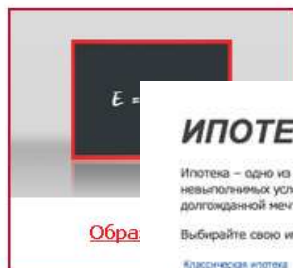 E =
ИПОТЕ
Ипотека – одно из
невыполнимых усл
долгожданной меч
Обра
Выбирайте свою и
Классическая ипотека